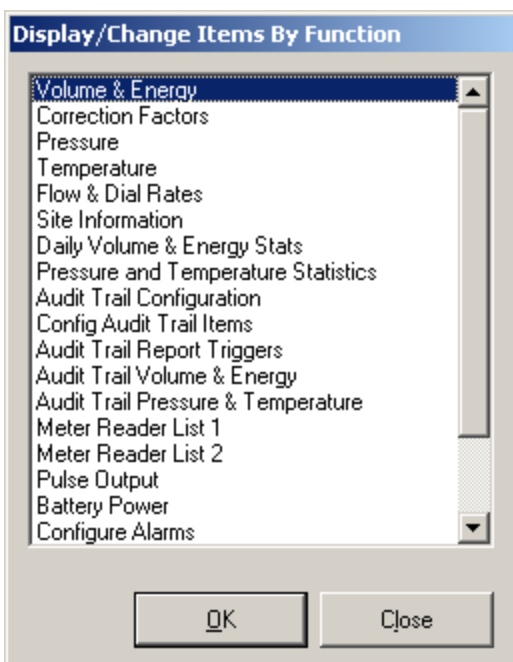 Display/Change Items By Function
Volume & Energy
Correction Factors
Pressure
Temperature
Flow & Dial Rates
Site Information
Daily Volume & Energy Stats
Pressure and Temperature Statistics
Audit Trail Configuration
Config Audit Trail Items
Audit Trail Report Triggers
Audit Trail Volume & Energy
Audit Trail Pressure & Temperature
Meter Reader List 1
Meter Reader List 2
Pulse Output
Battery Power
Configure Alarms
OK Close